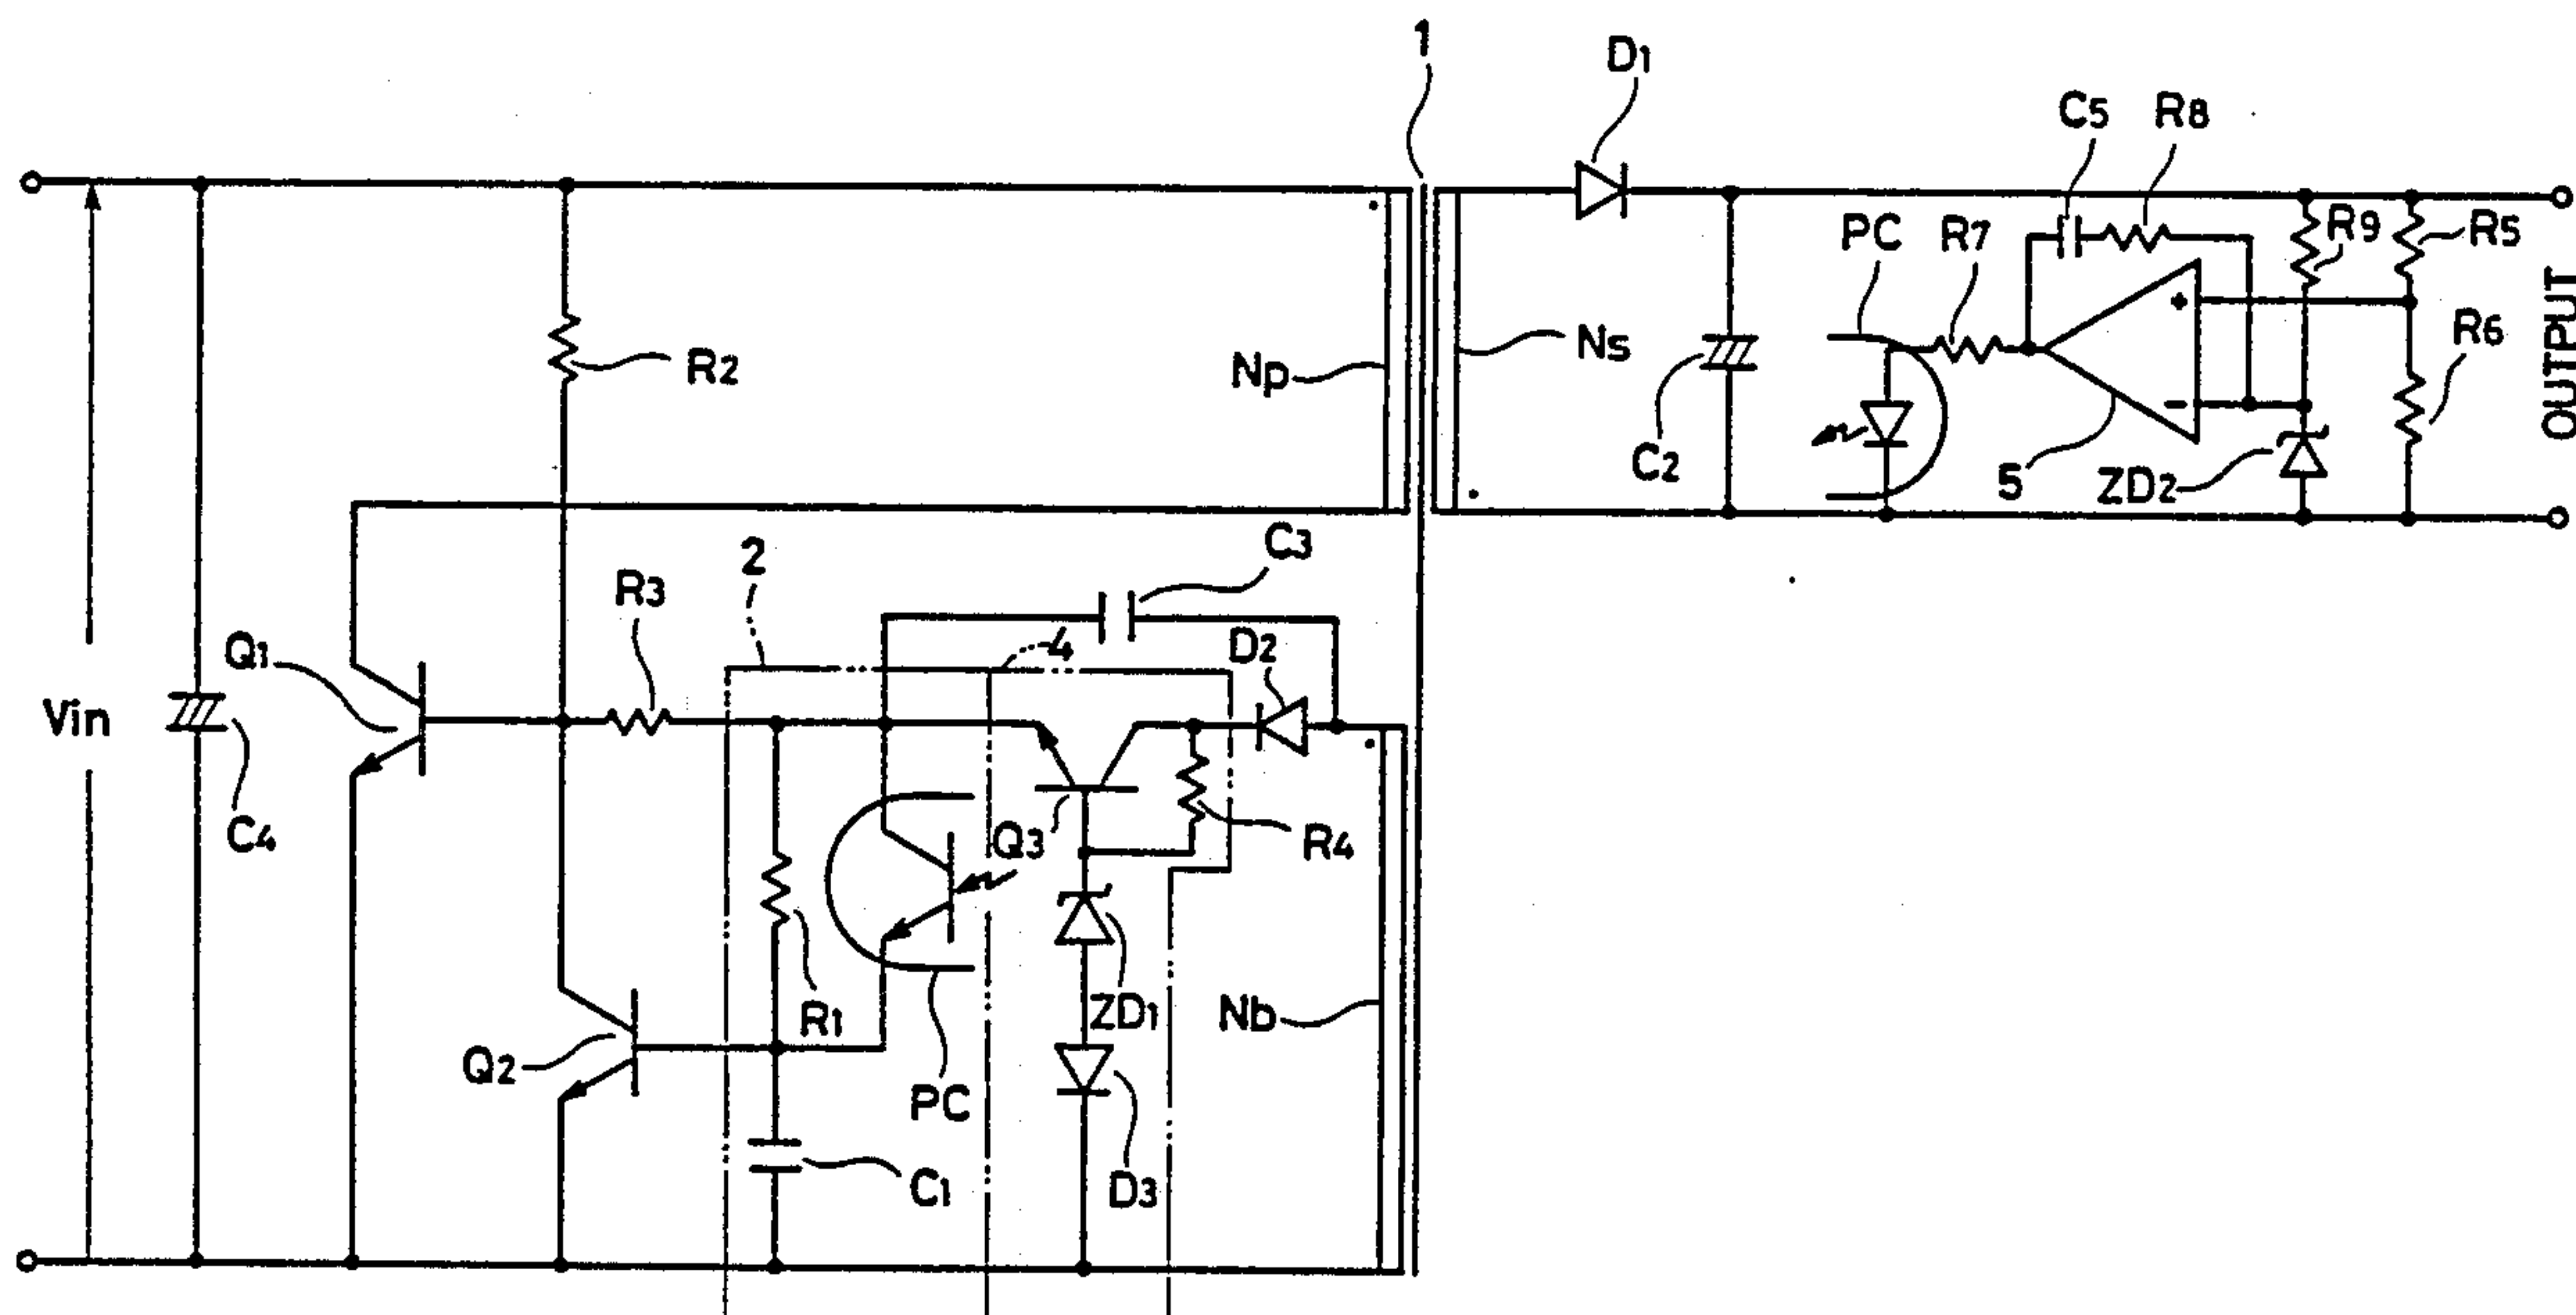 1
D1
C5
R8
PC
R7
R9
R5
R2
Np
Ns
C2
+
-
5
ZD2
R6
OUTPUT
2
C3
R3
4
D2
Q1
Vin
C4
Q3
R4
R1
ZD1
Nb
Q2
PC
C1
D3